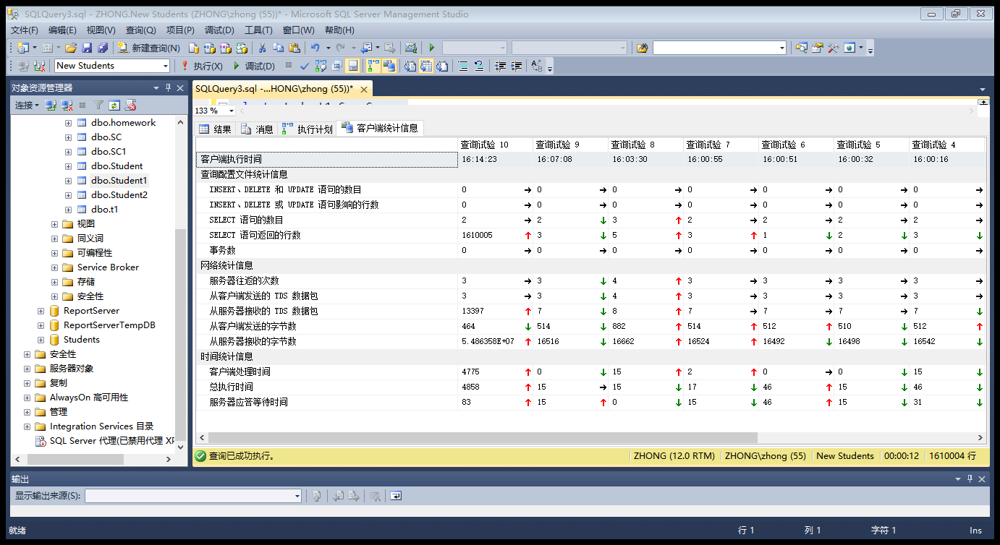 SQLQuery3.sql - ZHONG.New Students (ZHONG\zhong (55))* - Microsoft SQL Server Management Studio
文件(F) 编辑(E) 视图(V) 查询(Q) 项目(P) 调试(D) 工具(T) 窗口(W) 帮助(H)
新建查询(N)
New Students 执行(X) 调试(D)
对象资源管理器
连接
dbo.homework
dbo.SC
dbo.SC1
dbo.Student
dbo.Student1
dbo.Student2
dbo.t1
视图
同义词
可编程性
Service Broker
存储
安全性
ReportServer
ReportServerTempDB
Students
安全性
服务器对象
复制
AlwaysOn 高可用性
管理
Integration Services 目录
SQL Server 代理(已禁用代理 XP
SQLQuery3.sql -...HONG\zhong (55))*
133 %
结果 消息 执行计划 客户端统计信息
查询试验 10 查询试验 9 查询试验 8 查询试验 7 查询试验 6 查询试验 5 查询试验 4
客户端执行时间 16:14:23 16:07:08 16:03:30 16:00:55 16:00:51 16:00:32 16:00:16
查询配置文件统计信息
INSERT、DELETE 和 UPDATE 语句的数目 0 → 0 → 0 → 0 → 0 → 0 → 0 →
INSERT、DELETE 或 UPDATE 语句影响的行数 0 → 0 → 0 → 0 → 0 → 0 → 0 →
SELECT 语句的数目 2 → 2 ↓ 3 ↑ 2 → 2 → 2 → 2 →
SELECT 语句返回的行数 1610005 ↑ 3 ↓ 5 ↑ 3 ↑ 1 ↓ 2 ↓ 3 ↓
事务数 0 → 0 → 0 → 0 → 0 → 0 → 0 →
网络统计信息
服务器往返的次数 3 → 3 ↓ 4 ↑ 3 → 3 → 3 → 3 →
从客户端发送的 TDS 数据包 3 → 3 ↓ 4 ↑ 3 → 3 → 3 → 3 →
从服务器接收的 TDS 数据包 13397 ↑ 7 ↓ 8 ↑ 7 → 7 → 7 → 7 ↓
从客户端发送的字节数 464 ↓ 514 ↓ 882 ↑ 514 ↑ 512 ↑ 510 ↓ 512 ↑
从服务器接收的字节数 5.486358E+07 ↑ 16516 ↓ 16662 ↑ 16524 ↑ 16492 ↓ 16498 ↓ 16542 ↓
时间统计信息
客户端处理时间 4775 ↑ 0 ↓ 15 ↑ 2 ↑ 0 → 0 ↓ 15 ↓
总执行时间 4858 ↑ 15 → 15 ↓ 17 ↓ 46 ↑ 15 ↓ 46 ↓
服务器应答等待时间 83 ↑ 15 ↑ 0 ↓ 15 ↓ 46 ↑ 15 ↓ 31 ↓
查询已成功执行。 ZHONG (12.0 RTM) ZHONG\zhong (55) New Students 00:00:12 1610004 行
输出
显示输出来源(S):
就绪 行 1 列 1 字符 1 Ins